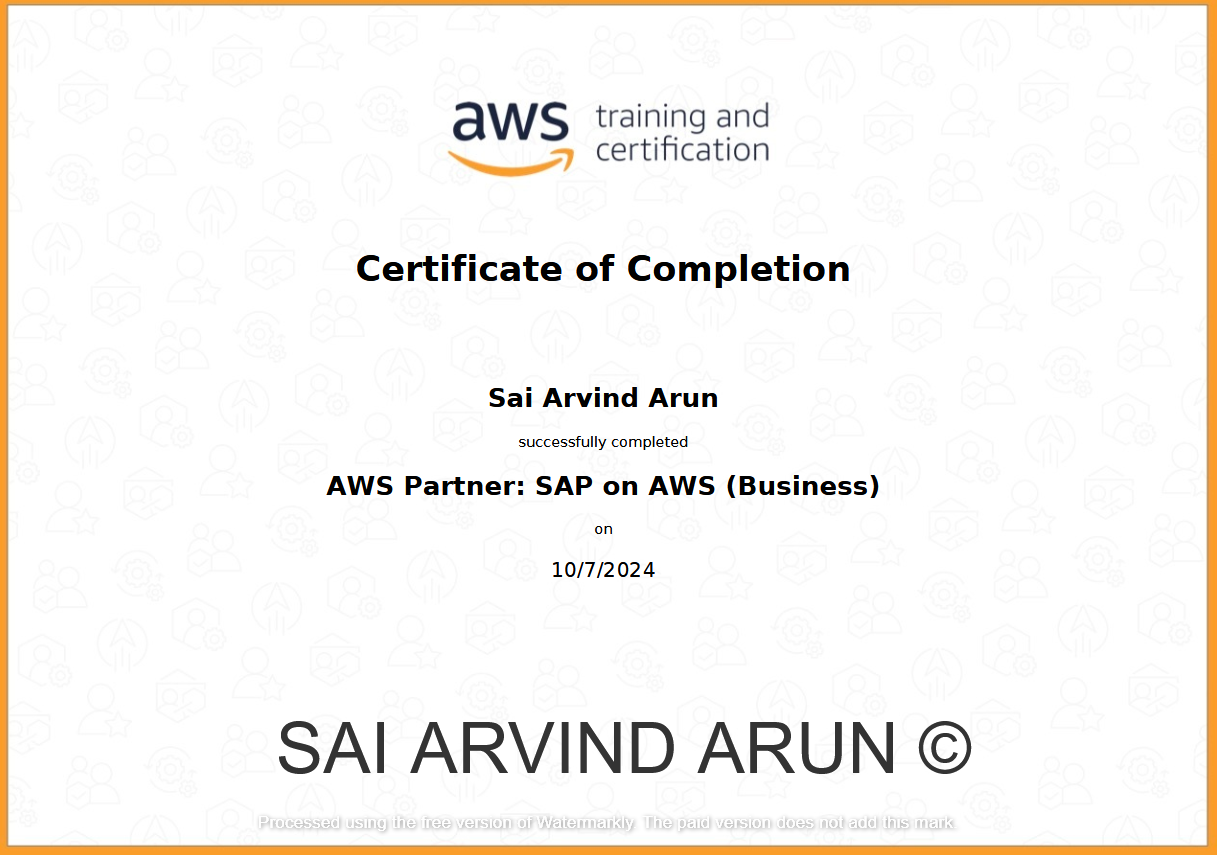 aws training and
certification
Certificate of Completion
Sai Arvind Arun
successfully completed
AWS Partner: SAP on AWS (Business)
on
10/7/2024
SAI ARVIND ARUN ©
Processed using the free version of Watermarkly. The paid version does not add this mark.